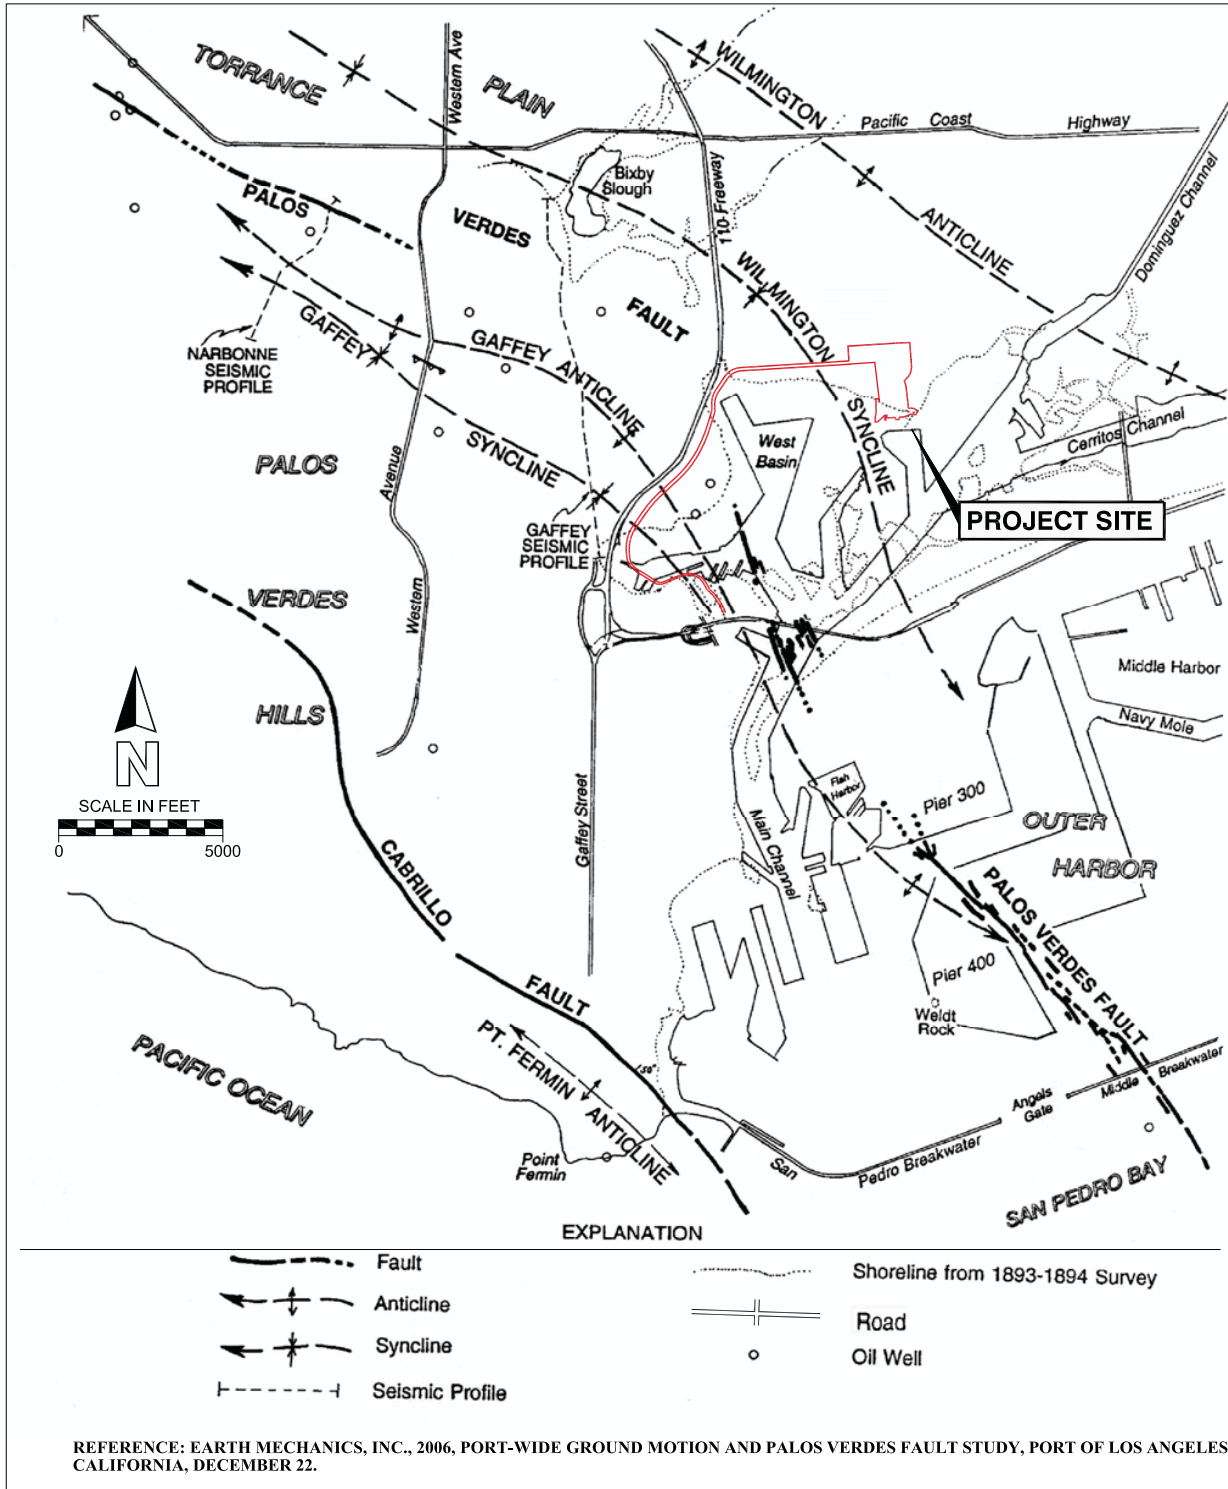 TORRANCE
PLAIN
Western Ave
WILMINGTON
ANTICLINE
Pacific Coast Highway
Dominguez Channel
110 Freeway
Bixby
Slough
PALOS
VERDES
FAULT
WILMINGTON
SYNCLINE
GAFFEY
SYNCLINE
GAFFEY ANTICLINE
NARBONNE
SEISMIC
PROFILE
West
Basin
Cerritos Channel
PROJECT SITE
PALOS
VERDES
HILLS
Western
Avenue
GAFFEY
SEISMIC
PROFILE
Middle Harbor
Navy Mole
N
SCALE IN FEET
0 5000
Gaffey Street
Main Channel
Fish
Harbor
Pier 300
OUTER
HARBOR
PALOS VERDES FAULT
Pier 400
Weldt
Rock
CABRILLO
FAULT
50°
PT. FERMIN ANTICLINE
PACIFIC OCEAN
Point
Fermin
San Pedro Breakwater
Angels
Gate
Middle Breakwater
SAN PEDRO BAY
EXPLANATION
Fault
Anticline
Syncline
Seismic Profile
Shoreline from 1893-1894 Survey
Road
Oil Well
REFERENCE: EARTH MECHANICS, INC., 2006, PORT-WIDE GROUND MOTION AND PALOS VERDES FAULT STUDY, PORT OF LOS ANGELES
CALIFORNIA, DECEMBER 22.